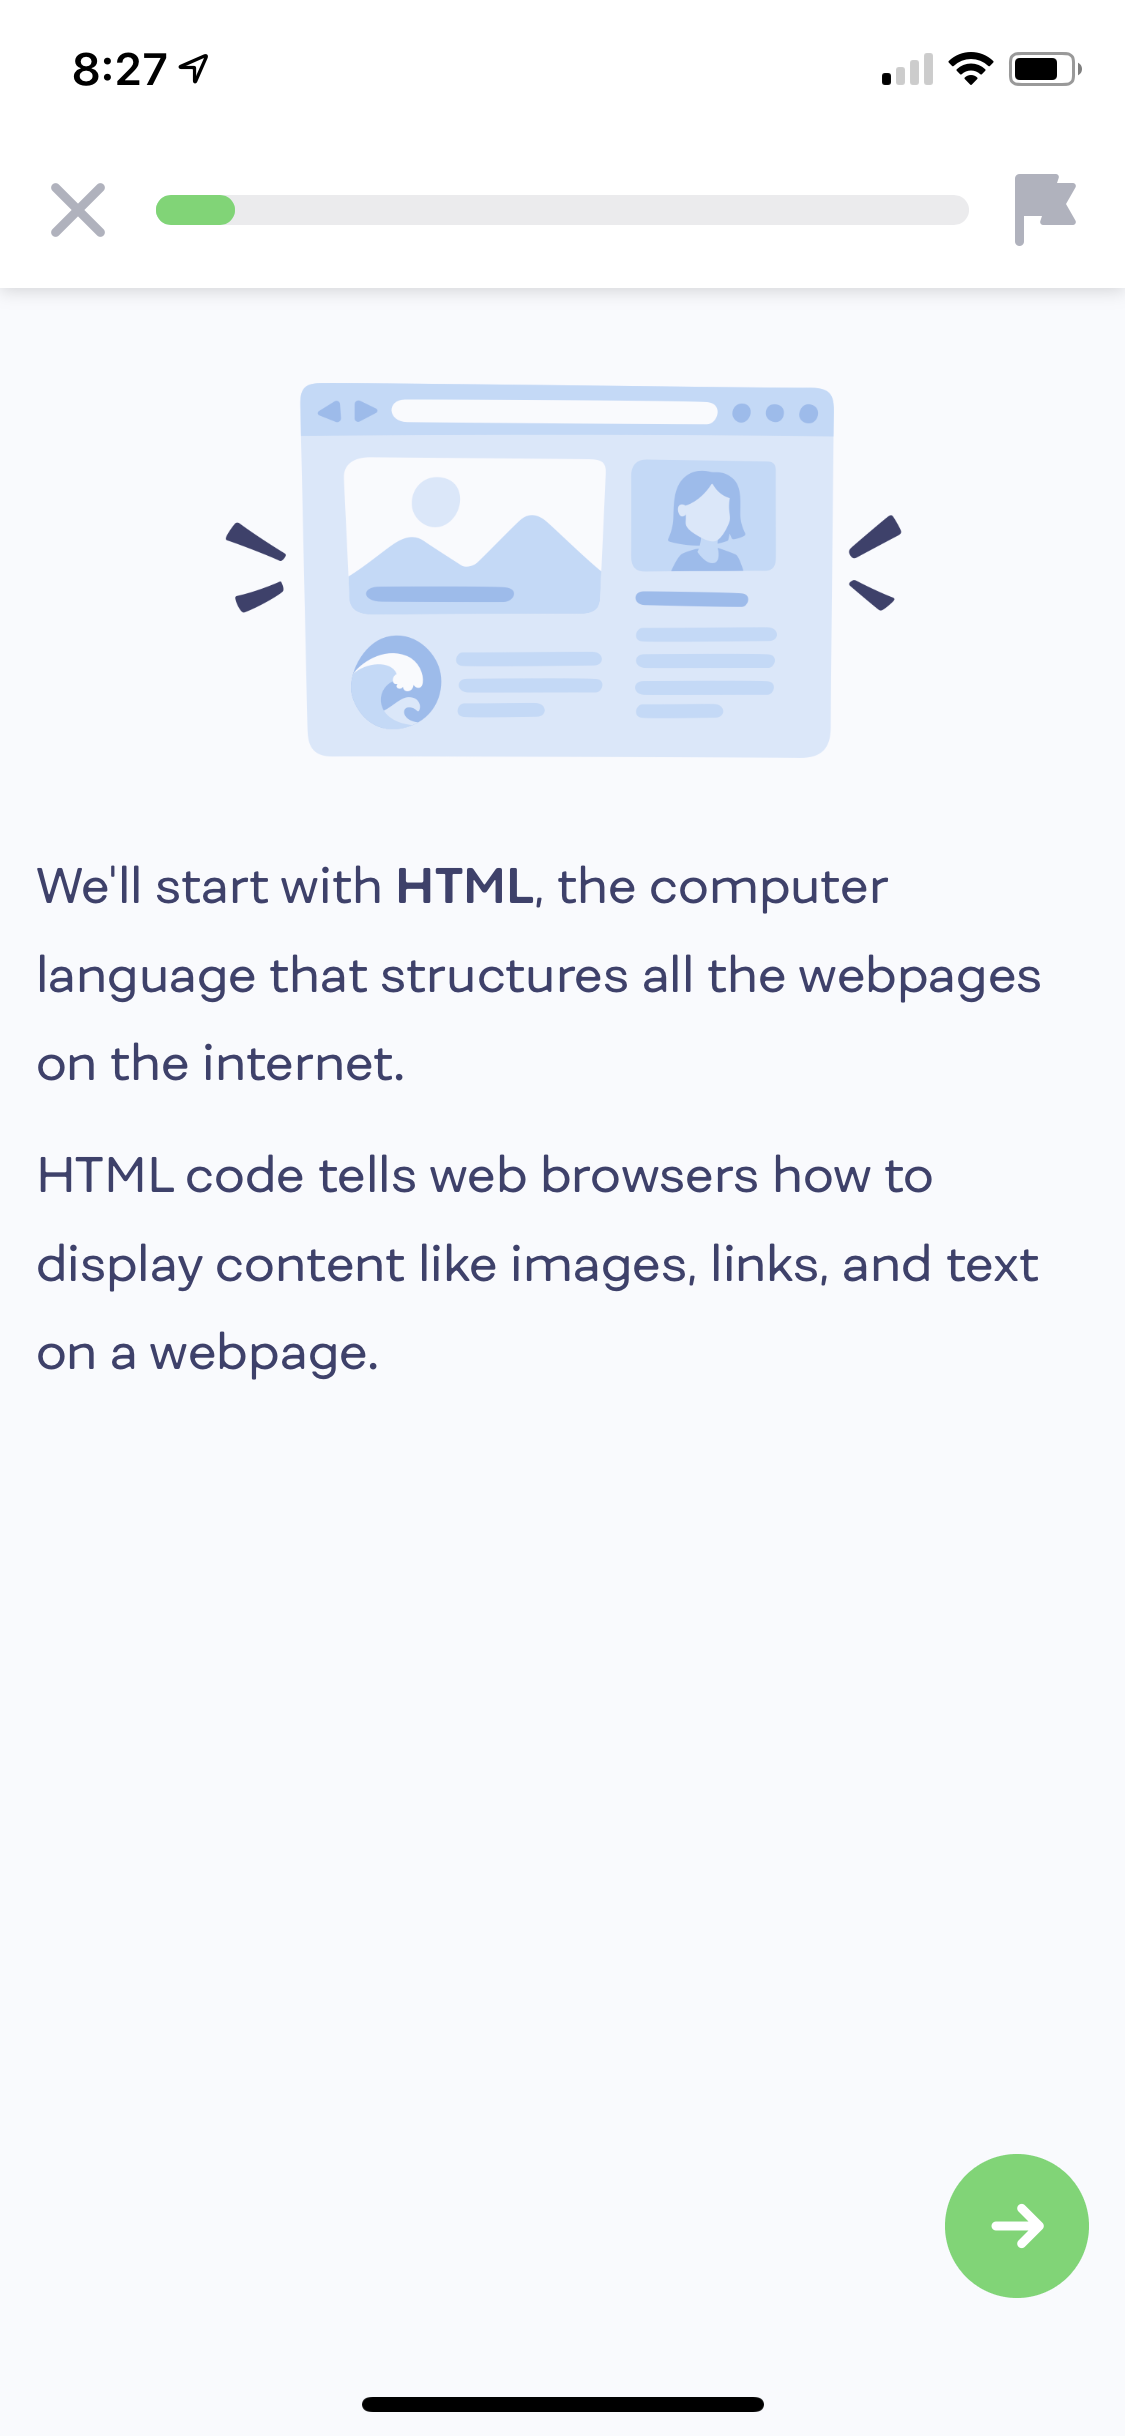 8:27
We'll start with HTML, the computer
language that structures all the webpages
on the internet.
HTML code tells web browsers how to
display content like images, links, and text
on a webpage.